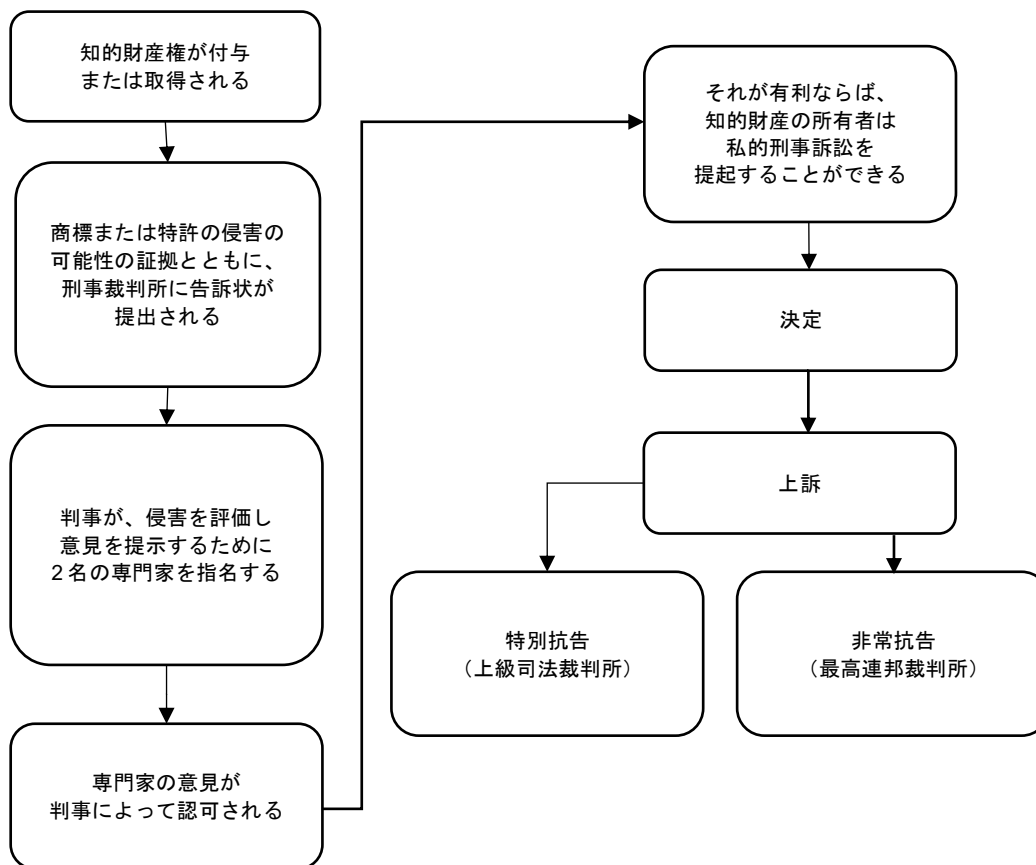 知的財産権が付与
または取得される
商標または特許の侵害の
可能性の証拠とともに、
刑事裁判所に告訴状が
提出される
判事が、侵害を評価し
意見を提示するために
２名の専門家を指名する
専門家の意見が
判事によって認可される
それが有利ならば、
知的財産の所有者は
私的刑事訴訟を
提起することができる
決定
上訴
特別抗告
（上級司法裁判所）
非常抗告
（最高連邦裁判所）